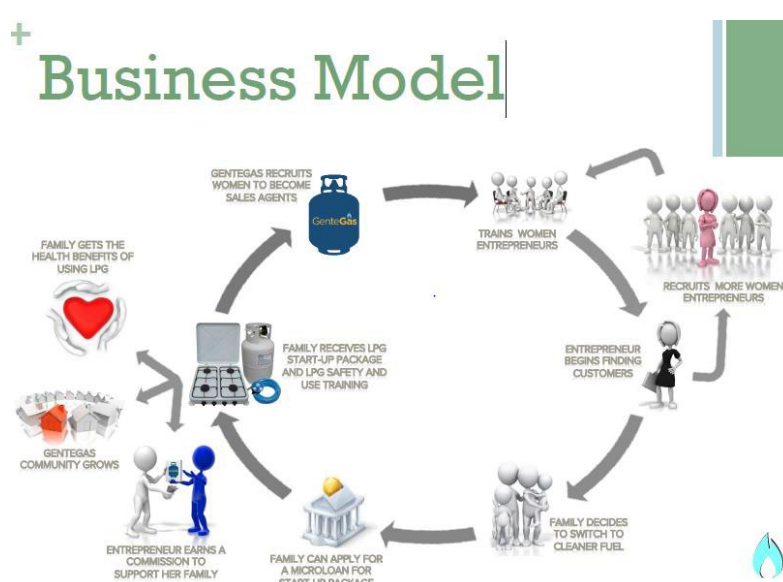 +
Business Model
GENTEGAS RECRUITS
WOMEN TO BECOME
SALES AGENTS
GenteGas
TRAINS WOMEN
ENTREPRENEURS
RECRUITS MORE WOMEN
ENTREPRENEURS
ENTREPRENEUR
BEGINS FINDING
CUSTOMERS
FAMILY DECIDES
TO SWITCH TO
CLEANER FUEL
FAMILY CAN APPLY FOR
A MICROLOAN FOR
START-UP PACKAGE
FAMILY RECEIVES LPG
START-UP PACKAGE
AND LPG SAFETY AND
USE TRAINING
FAMILY GETS THE
HEALTH BENEFITS OF
USING LPG
GENTEGAS
COMMUNITY GROWS
ENTREPRENEUR EARNS A
COMMISSION TO
SUPPORT HER FAMILY